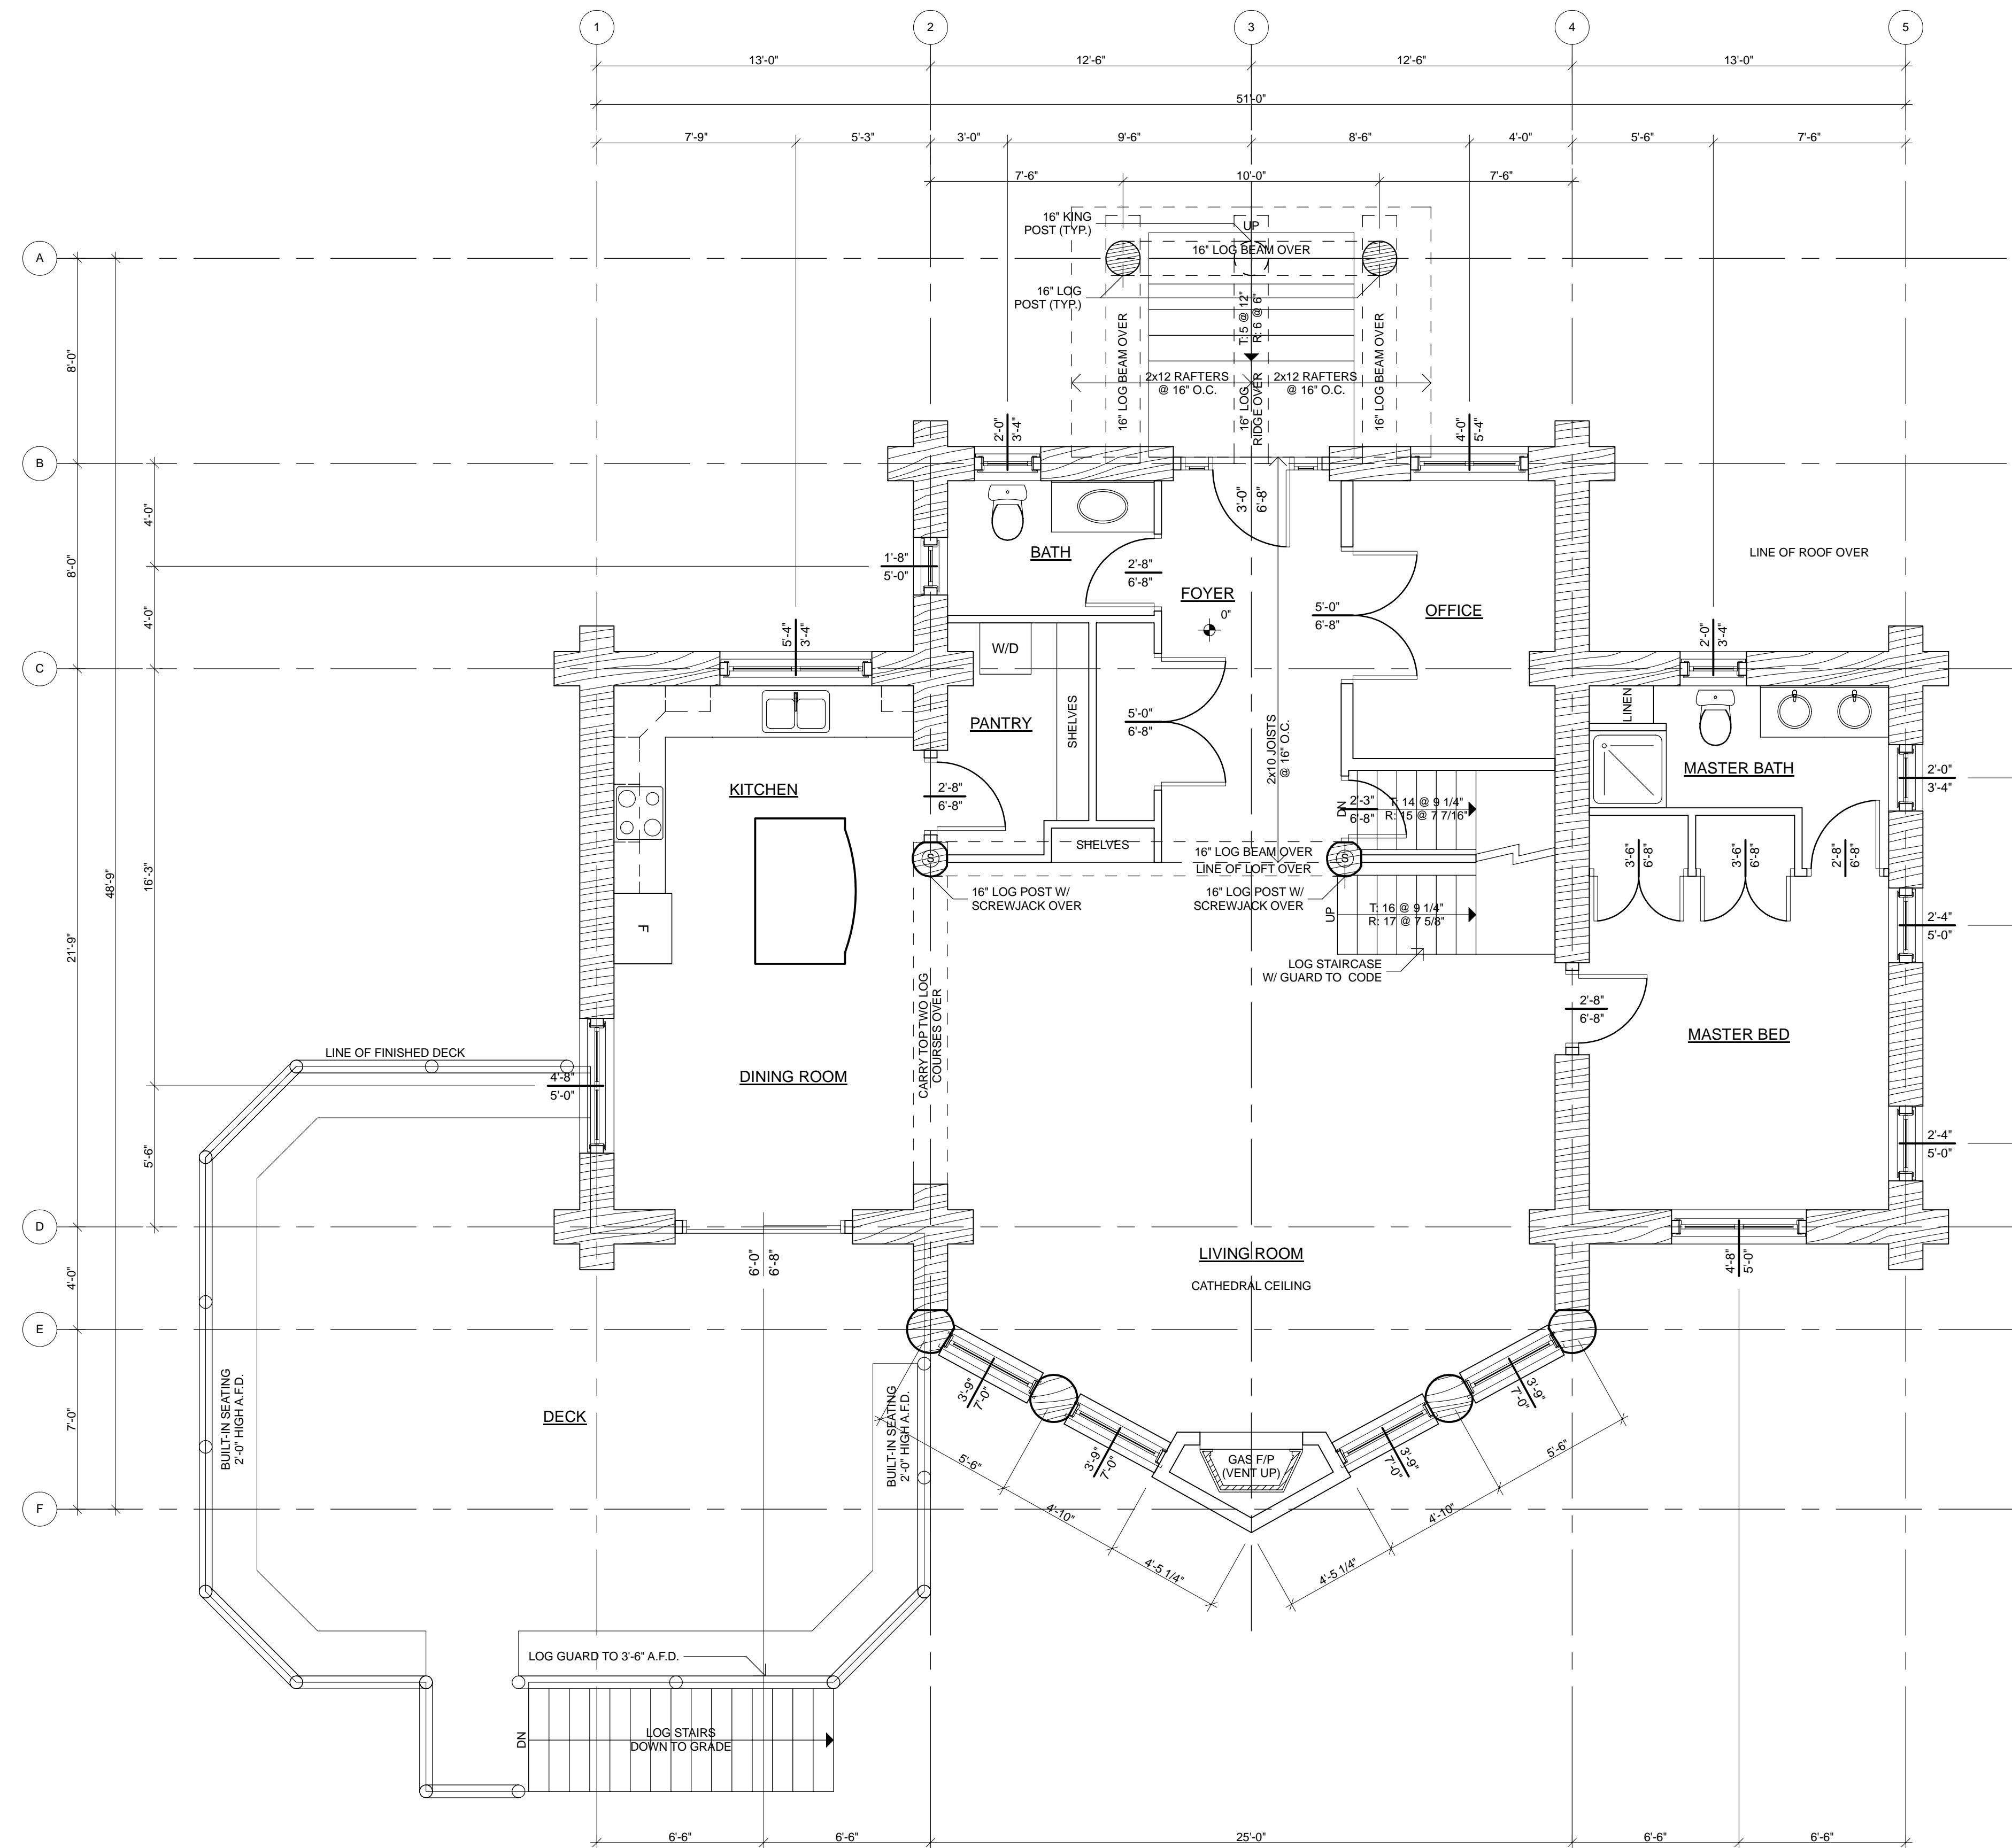 1 2 3 4 5
13'-0" 12'-6" 12'-6" 13'-0"
51'-0"
7'-9" 5'-3" 3'-0" 9'-6" 8'-6" 4'-0" 5'-6" 7'-6"
7'-6" 10'-0" 7'-6"
16" KING
POST (TYP.)
UP
A
16" LOG BEAM OVER
16" LOG
POST (TYP.)
T: 5 @ 12"
R: 6 @ 6"
8'-0"
16" LOG BEAM OVER
16" LOG BEAM OVER
2x12 RAFTERS
@ 16" O.C.
2x12 RAFTERS
@ 16" O.C.
16" LOG
RIDGE OVER
2'-0"
3'-4"
4'-0"
5'-4"
B
3'-0"
6'-8"
4'-0"
8'-0"
4'-0"
1'-8"
5'-0"
BATH
2'-8"
6'-8"
FOYER
0"
5'-0"
6'-8"
OFFICE
LINE OF ROOF OVER
5'-4"
3'-4"
W/D
2'-0"
3'-4"
C
PANTRY
SHELVES
5'-0"
6'-8"
2x10 JOISTS
@ 16" O.C.
LINEN
KITCHEN
2'-8"
6'-8"
MASTER BATH
2'-0"
3'-4"
DN
2'-3"
6'-8"
T: 14 @ 9 1/4"
R: 15 @ 7 7/16"
SHELVES
16" LOG BEAM OVER
LINE OF LOFT OVER
S
S
3'-6"
6'-8"
3'-6"
6'-8"
2'-8"
6'-8"
48'-9"
16'-3"
16" LOG POST W/
SCREWJACK OVER
16" LOG POST W/
SCREWJACK OVER
UP
T: 16 @ 9 1/4"
R: 17 @ 7 5/8"
2'-4"
5'-0"
F
21'-9"
LOG STAIRCASE
W/ GUARD TO CODE
CARRY TOP TWO LOG
COURSES OVER
2'-8"
6'-8"
MASTER BED
LINE OF FINISHED DECK
4'-8"
5'-0"
DINING ROOM
5'-6"
2'-4"
5'-0"
D
6'-0"
6'-8"
LIVING ROOM
CATHEDRAL CEILING
4'-8"
5'-0"
4'-0"
E
3'-9"
7'-0"
3'-9"
7'-0"
BUILT-IN SEATING
2'-0" HIGH A.F.D.
DECK
BUILT-IN SEATING
2'-0" HIGH A.F.D.
7'-0"
3'-9"
7'-0"
GAS F/P
(VENT UP)
3'-9"
7'-0"
5'-6"
5'-6"
F
4'-10"
4'-10"
4'-5 1/4"
4'-5 1/4"
LOG GUARD TO 3'-6" A.F.D.
DN
LOG STAIRS
DOWN TO GRADE
6'-6" 6'-6" 25'-0" 6'-6" 6'-6"